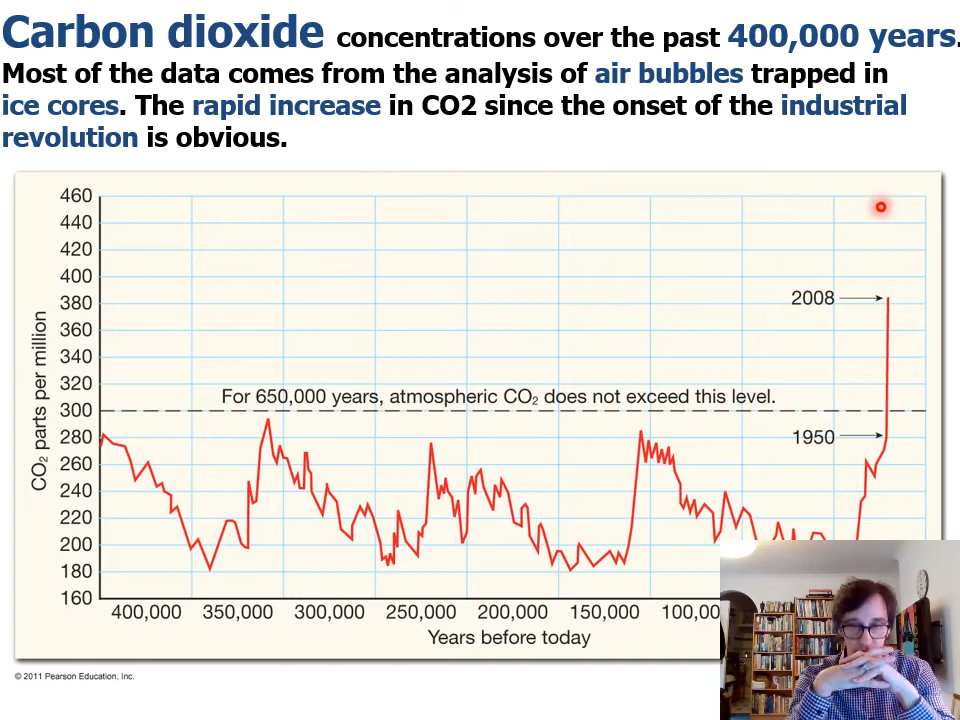 Carbon dioxide concentrations over the past 400,000 years.
Most of the data comes from the analysis of air bubbles trapped in
ice cores. The rapid increase in CO2 since the onset of the industrial
revolution is obvious.
460
440
420
400
380
360
340
320
300
280
260
240
220
200
180
160
CO₂ parts per million
2008
For 650,000 years, atmospheric CO₂ does not exceed this level.
1950
400,000 350,000 300,000 250,000 200,000 150,000 100,00
Years before today
© 2011 Pearson Education, Inc.